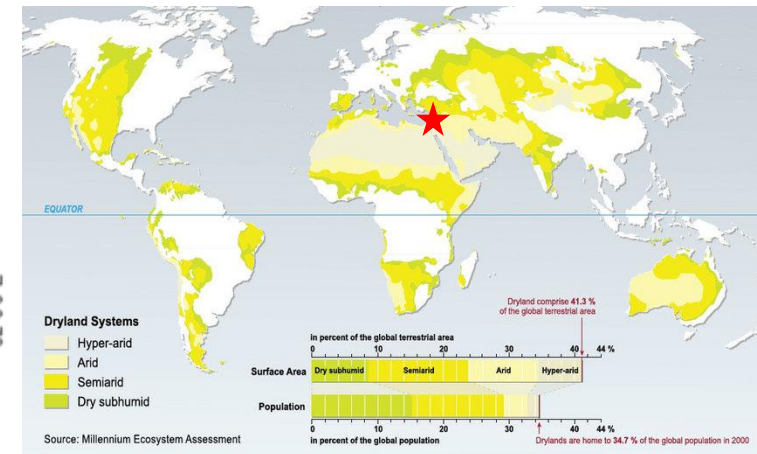 EQUATOR
Dryland comprise 41.3 %
of the global terrestrial area
Dryland Systems
Hyper-arid
Arid
Semiarid
Dry subhumid
in percent of the global terrestrial area
0 10 20 30 40 44 %
Surface Area Dry subhumid Semiarid Arid Hyper-arid
Population
0 10 20 30 40 44 %
in percent of the global population
Drylands are home to 34.7 % of the global population in 2000
Source: Millennium Ecosystem Assessment